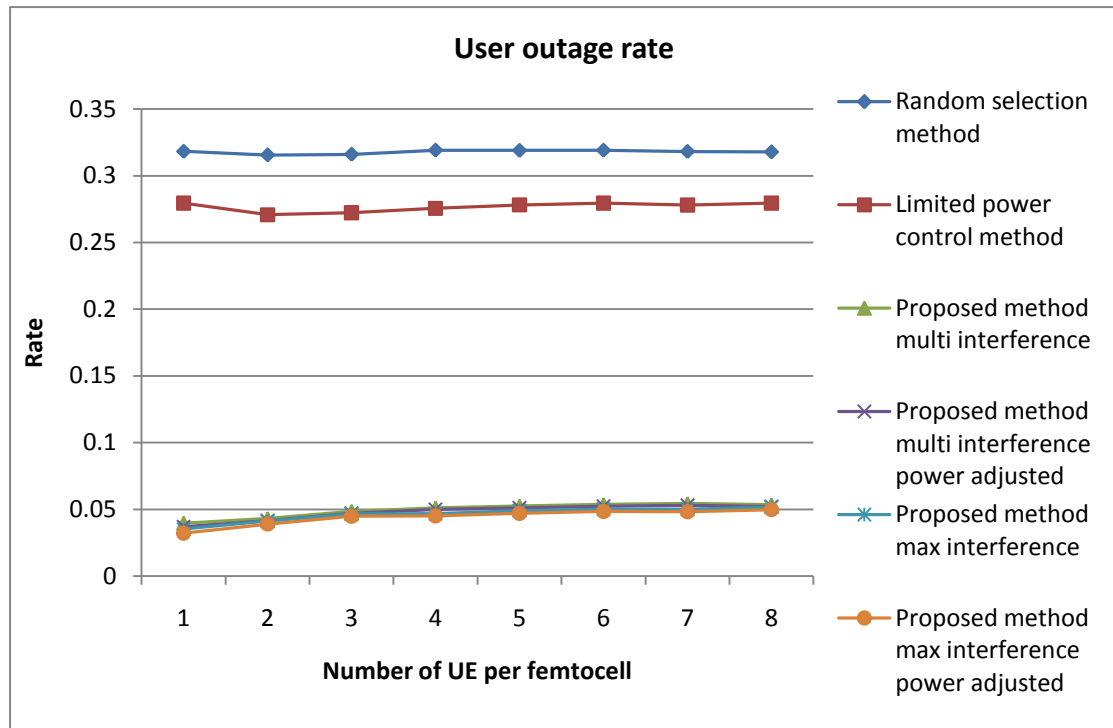 User outage rate
0.35
0.3
0.25
0.2
0.15
0.1
0.05
0
Rate
1 2 3 4 5 6 7 8
Number of UE per femtocell
Random selection
method
Limited power
control method
Proposed method
multi interference
Proposed method
multi interference
power adjusted
Proposed method
max interference
Proposed method
max interference
power adjusted